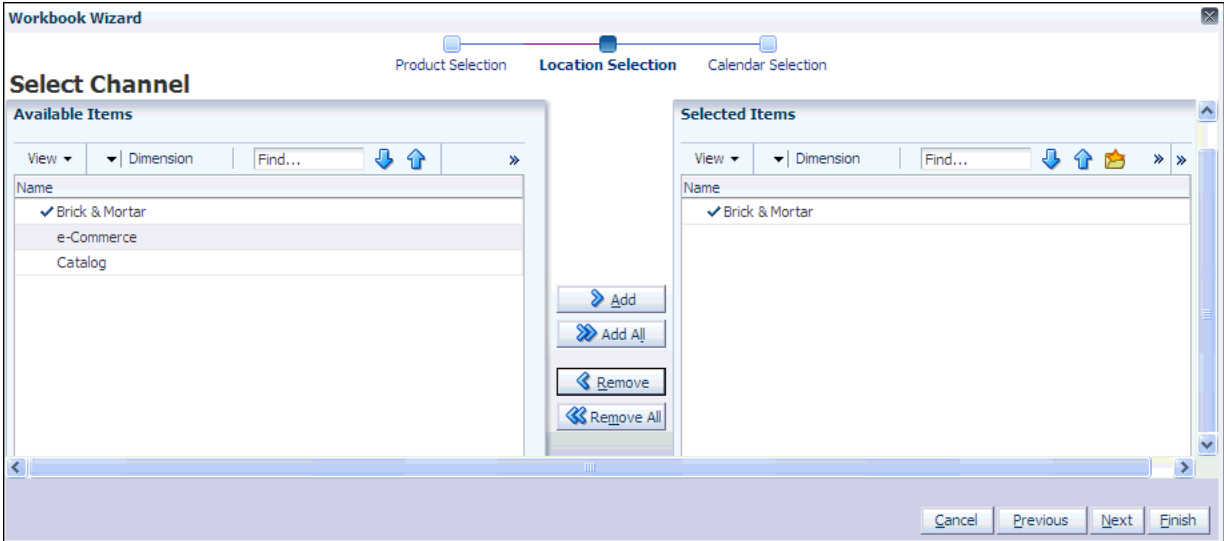 Workbook Wizard
Product Selection Location Selection Calendar Selection
Select Channel
Available Items
View Dimension Find... »
Name
Brick & Mortar
e-Commerce
Catalog
Add
Add All
Remove
Remove All
Selected Items
View Dimension Find... » »
Name
Brick & Mortar
Cancel Previous Next Finish